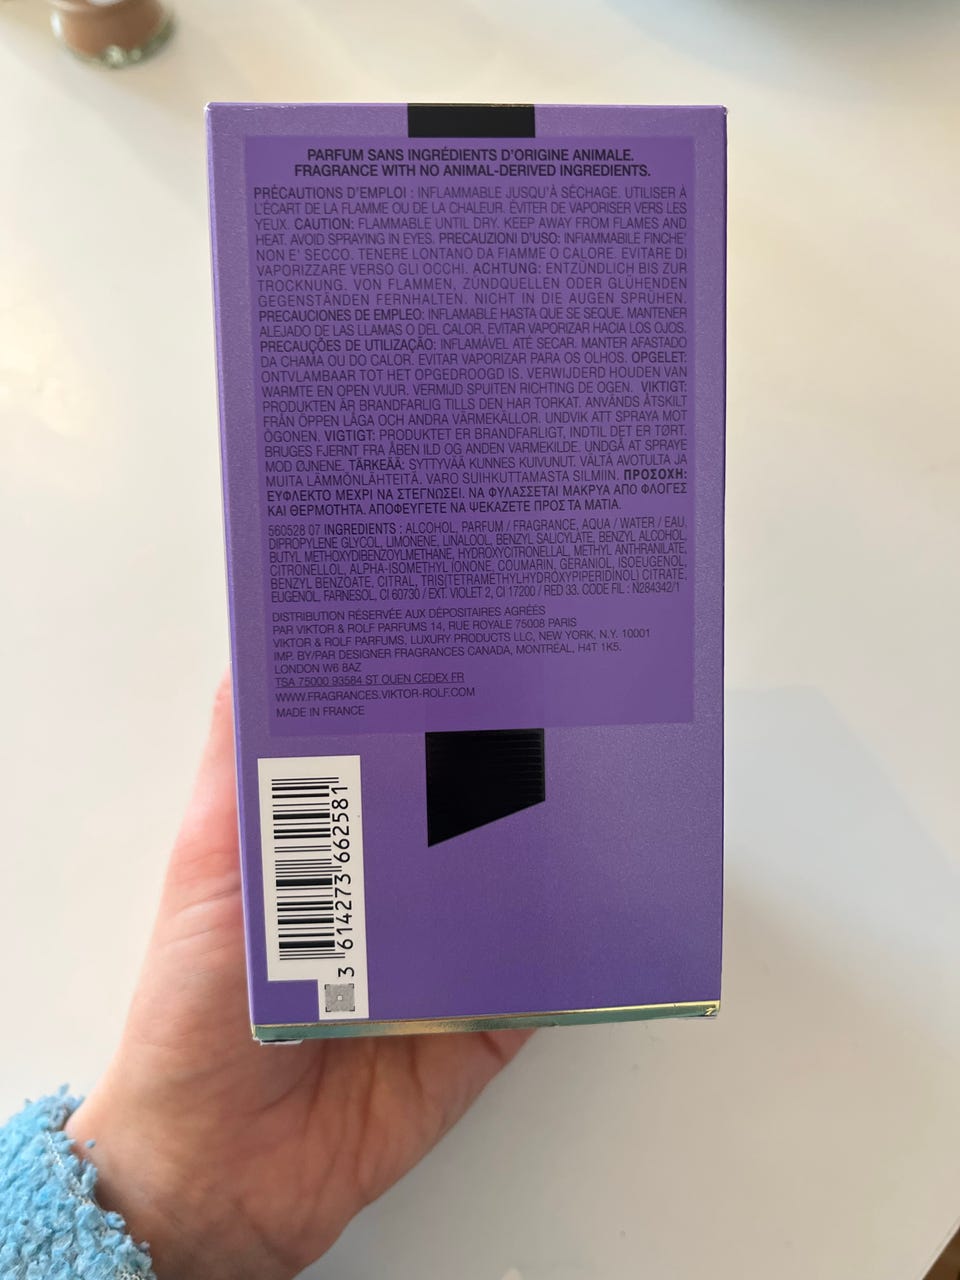 PARFUM SANS INGRÉDIENTS D'ORIGINE ANIMALE.
FRAGRANCE WITH NO ANIMAL-DERIVED INGREDIENTS.
PRÉCAUTIONS D'EMPLOI : INFLAMMABLE JUSQU'À SÉCHAGE. UTILISER À
L'ÉCART DE LA FLAMME OU DE LA CHALEUR. ÉVITER DE VAPORISER VERS LES
YEUX. CAUTION: FLAMMABLE UNTIL DRY. KEEP AWAY FROM FLAMES AND
HEAT. AVOID SPRAYING IN EYES. PRECAUZIONI D'USO: INFIAMMABILE FINCHE'
NON E' SECCO. TENERE LONTANO DA FIAMME O CALORE. EVITARE DI
VAPORIZZARE VERSO GLI OCCHI. ACHTUNG: ENTZÜNDLICH BIS ZUR
TROCKNUNG. VON FLAMMEN, ZÜNDQUELLEN ODER GLÜHENDEN
GEGENSTÄNDEN FERNHALTEN. NICHT IN DIE AUGEN SPRÜHEN.
PRECAUCIONES DE EMPLEO: INFLAMABLE HASTA QUE SE SEQUE. MANTENER
ALEJADO DE LAS LLAMAS O DEL CALOR. EVITAR VAPORIZAR HACIA LOS OJOS.
PRECAUÇÕES DE UTILIZAÇÃO: INFLAMÁVEL ATÉ SECAR. MANTER AFASTADO
DA CHAMA OU DO CALOR. EVITAR VAPORIZAR PARA OS OLHOS. OPGELET:
ONTVLAMBAAR TOT HET OPGEDROOGD IS. VERWIJDERD HOUDEN VAN
WARMTE EN OPEN VUUR. VERMIJD SPUITEN RICHTING DE OGEN. VIKTIGT:
PRODUKTEN ÄR BRANDFARLIG TILLS DEN HAR TORKAT. ANVÄNDS ÅTSKILT
FRÅN ÖPPEN LÅGA OCH ANDRA VÄRMEKÄLLOR. UNDVIK ATT SPRAYA MOT
ÖGONEN. VIGTIGT: PRODUKTET ER BRANDFARLIGT, INDTIL DET ER TØRT.
BRUGES FJERNT FRA ÅBEN ILD OG ANDEN VARMEKILDE. UNDGÅ AT SPRAYE
MOD ØJNENE. TÄRKEÄÄ: SYTTYVÄÄ KUNNES KUIVUNUT. VÄLTÄ AVOTULTA JA
MUITA LÄMMÖNLÄHTEITÄ. VARO SUIHKUTTAMASTA SILMIIN. ΠΡΟΣΟΧΗ:
ΕΥΦΛΕΚΤΟ ΜΕΧΡΙ ΝΑ ΣΤΕΓΝΩΣΕΙ. ΝΑ ΦΥΛΑΣΣΕΤΑΙ ΜΑΚΡΥΑ ΑΠΟ ΦΛΟΓΕΣ
ΚΑΙ ΘΕΡΜΟΤΗΤΑ. ΑΠΟΦΕΥΓΕΤΕ ΝΑ ΨΕΚΑΖΕΤΕ ΠΡΟΣ ΤΑ ΜΑΤΙΑ.
560528 07 INGREDIENTS : ALCOHOL, PARFUM / FRAGRANCE, AQUA / WATER / EAU,
DIPROPYLENE GLYCOL, LIMONENE, LINALOOL, BENZYL SALICYLATE, BENZYL ALCOHOL,
BUTYL METHOXYDIBENZOYLMETHANE, HYDROXYCITRONELLAL, METHYL ANTHRANILATE,
CITRONELLOL, ALPHA-ISOMETHYL IONONE, COUMARIN, GERANIOL, ISOEUGENOL,
BENZYL BENZOATE, CITRAL, TRIS(TETRAMETHYLHYDROXYPIPERIDINOL) CITRATE,
EUGENOL, FARNESOL, CI 60730 / EXT. VIOLET 2, CI 17200 / RED 33. CODE FIL : N284342/1
DISTRIBUTION RÉSERVÉE AUX DÉPOSITAIRES AGRÉÉS
PAR VIKTOR & ROLF PARFUMS 14, RUE ROYALE 75008 PARIS
VIKTOR & ROLF PARFUMS, LUXURY PRODUCTS LLC, NEW YORK, N.Y. 10001
IMP. BY/PAR DESIGNER FRAGRANCES CANADA, MONTRÉAL, H4T 1K5.
LONDON W6 8AZ
TSA 75000 93584 ST OUEN CEDEX FR
WWW.FRAGRANCES.VIKTOR-ROLF.COM
MADE IN FRANCE
3 614273 662581